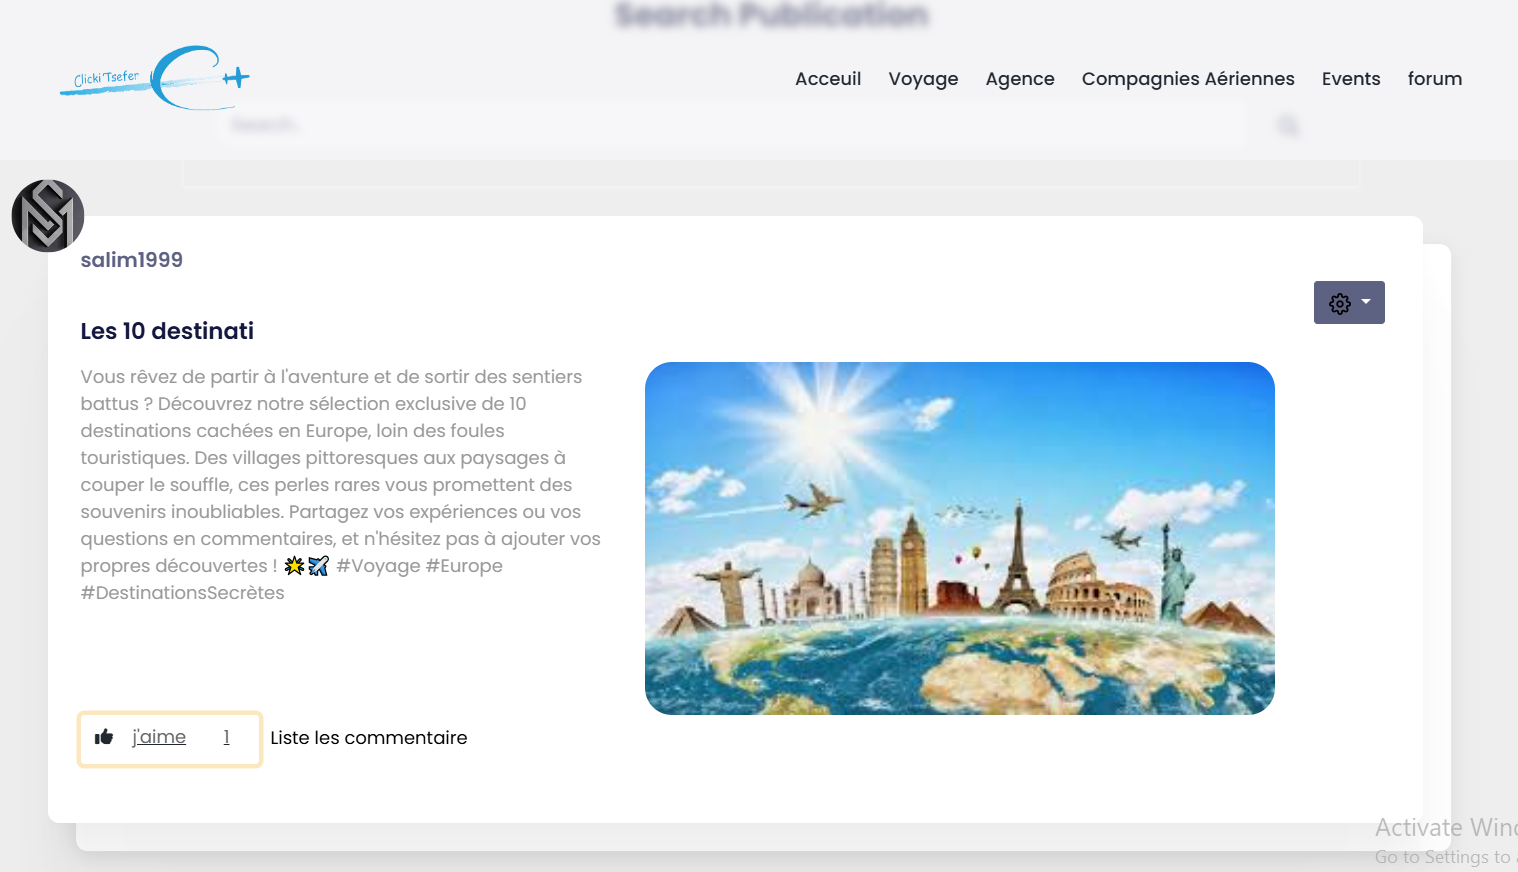 Search Publication
Clicki Tsefer
Acceuil Voyage Agence Compagnies Aériennes Events forum
Search..
salim1999
Les 10 destinati
Vous rêvez de partir à l'aventure et de sortir des sentiers
battus ? Découvrez notre sélection exclusive de 10
destinations cachées en Europe, loin des foules
touristiques. Des villages pittoresques aux paysages à
couper le souffle, ces perles rares vous promettent des
souvenirs inoubliables. Partagez vos expériences ou vos
questions en commentaires, et n'hésitez pas à ajouter vos
propres découvertes ! 🌟✈️ #Voyage #Europe
#DestinationsSecrètes
j'aime 1 Liste les commentaire
Activate Wind
Go to Settings to a